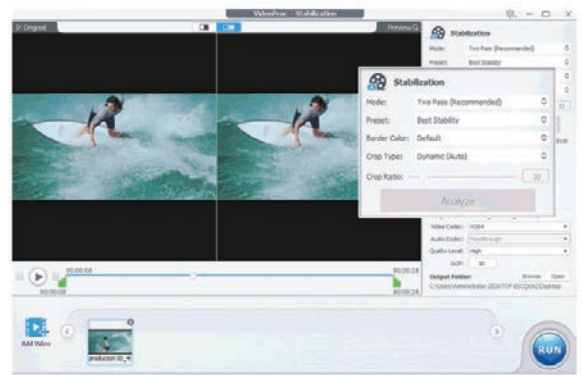 VideoProc - Stabilization
Original
Preview
Stabilization
Mode: Two Pass (Recommended)
Preset: Best Stability
Stabilization
Mode: Two Pass (Recommended)
Preset: Best Stability
Border Color: Default
Crop Type: Dynamic (Auto)
Crop Ratio: 10
Analyze
Video Codec: H264
Audio Codec: Passthrough
Quality Level: High
GOP: 30
Output Folder: Browse Open
00:00:08
00:00:18
00:00:00
00:00:18
Add Video
RUN